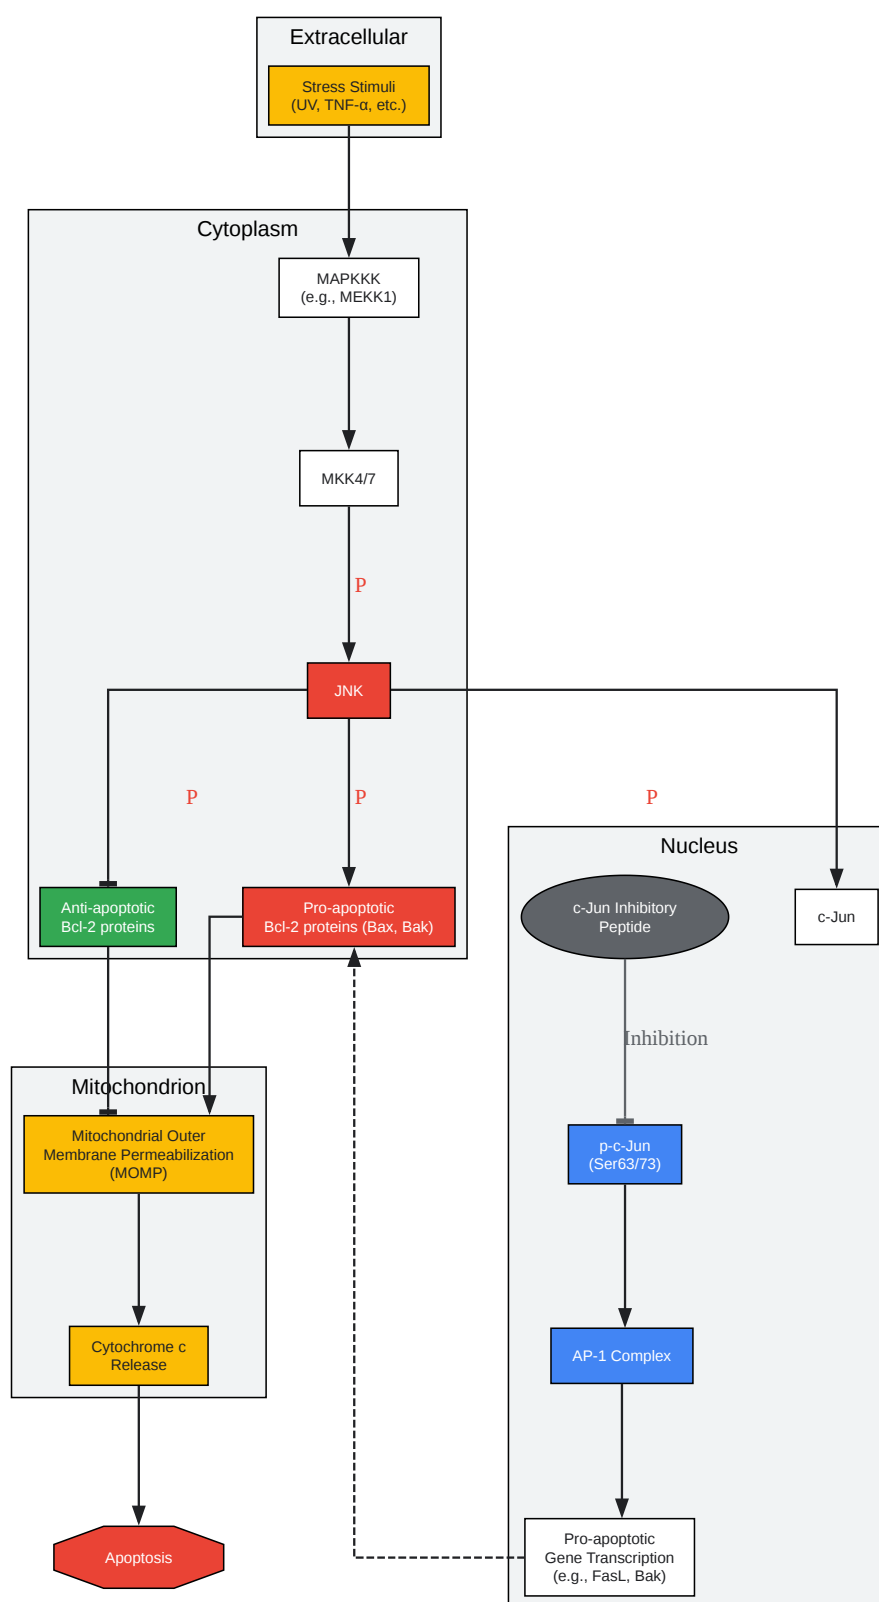 Extracellular
Stress Stimuli
(UV, TNF-α, etc.)
Cytoplasm
MAPKKK
(e.g., MEKK1)
MKK4/7
P
JNK
P
P
P
Nucleus
Anti-apoptotic
Bcl-2 proteins
Pro-apoptotic
Bcl-2 proteins (Bax, Bak)
c-Jun Inhibitory
Peptide
c-Jun
Inhibition
Mitochondrion
Mitochondrial Outer
Membrane Permeabilization
(MOMP)
p-c-Jun
(Ser63/73)
Cytochrome c
Release
AP-1 Complex
Apoptosis
Pro-apoptotic
Gene Transcription
(e.g., FasL, Bak)